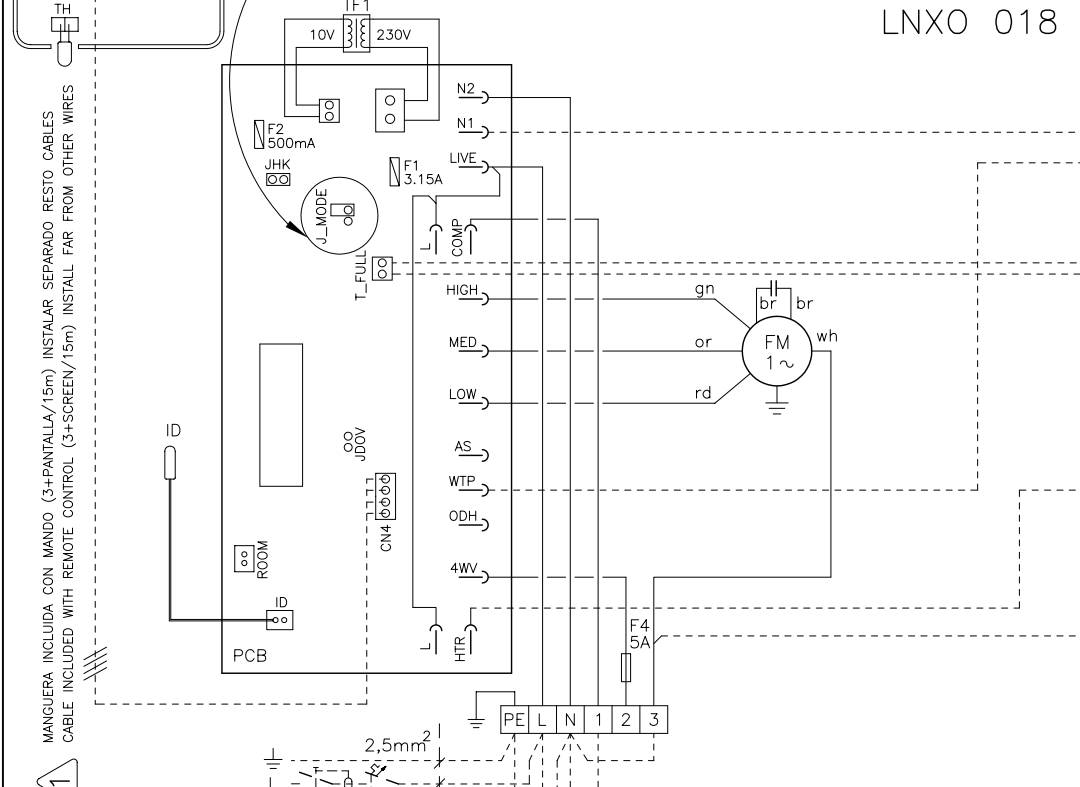 TH
TF1
LNXO 018
10V
230V
N2
F2
500mA
N1
JHK
F1
3.15A
LIVE
J_MODE
L
COMP
T_FULL
HIGH
gn
br
br
MED
or
FM
1~
wh
LOW
rd
ID
JDOV
AS
WTP
CN4
ODH
ROOM
4WV
ID
F4
5A
L
HTR
PCB
PE L N 1 2 3
2,5mm²
MANGUERA INCLUIDA CON MANDO (3+PANTALLA/15m) INSTALAR SEPARADO RESTO CABLES
CABLE INCLUDED WITH REMOTE CONTROL (3+SCREEN/15m) INSTALL FAR FROM OTHER WIRES
1